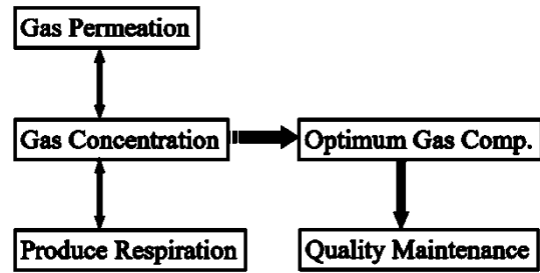 Gas Permeation
Gas Concentration
Optimum Gas Comp.
Produce Respiration
Quality Maintenance